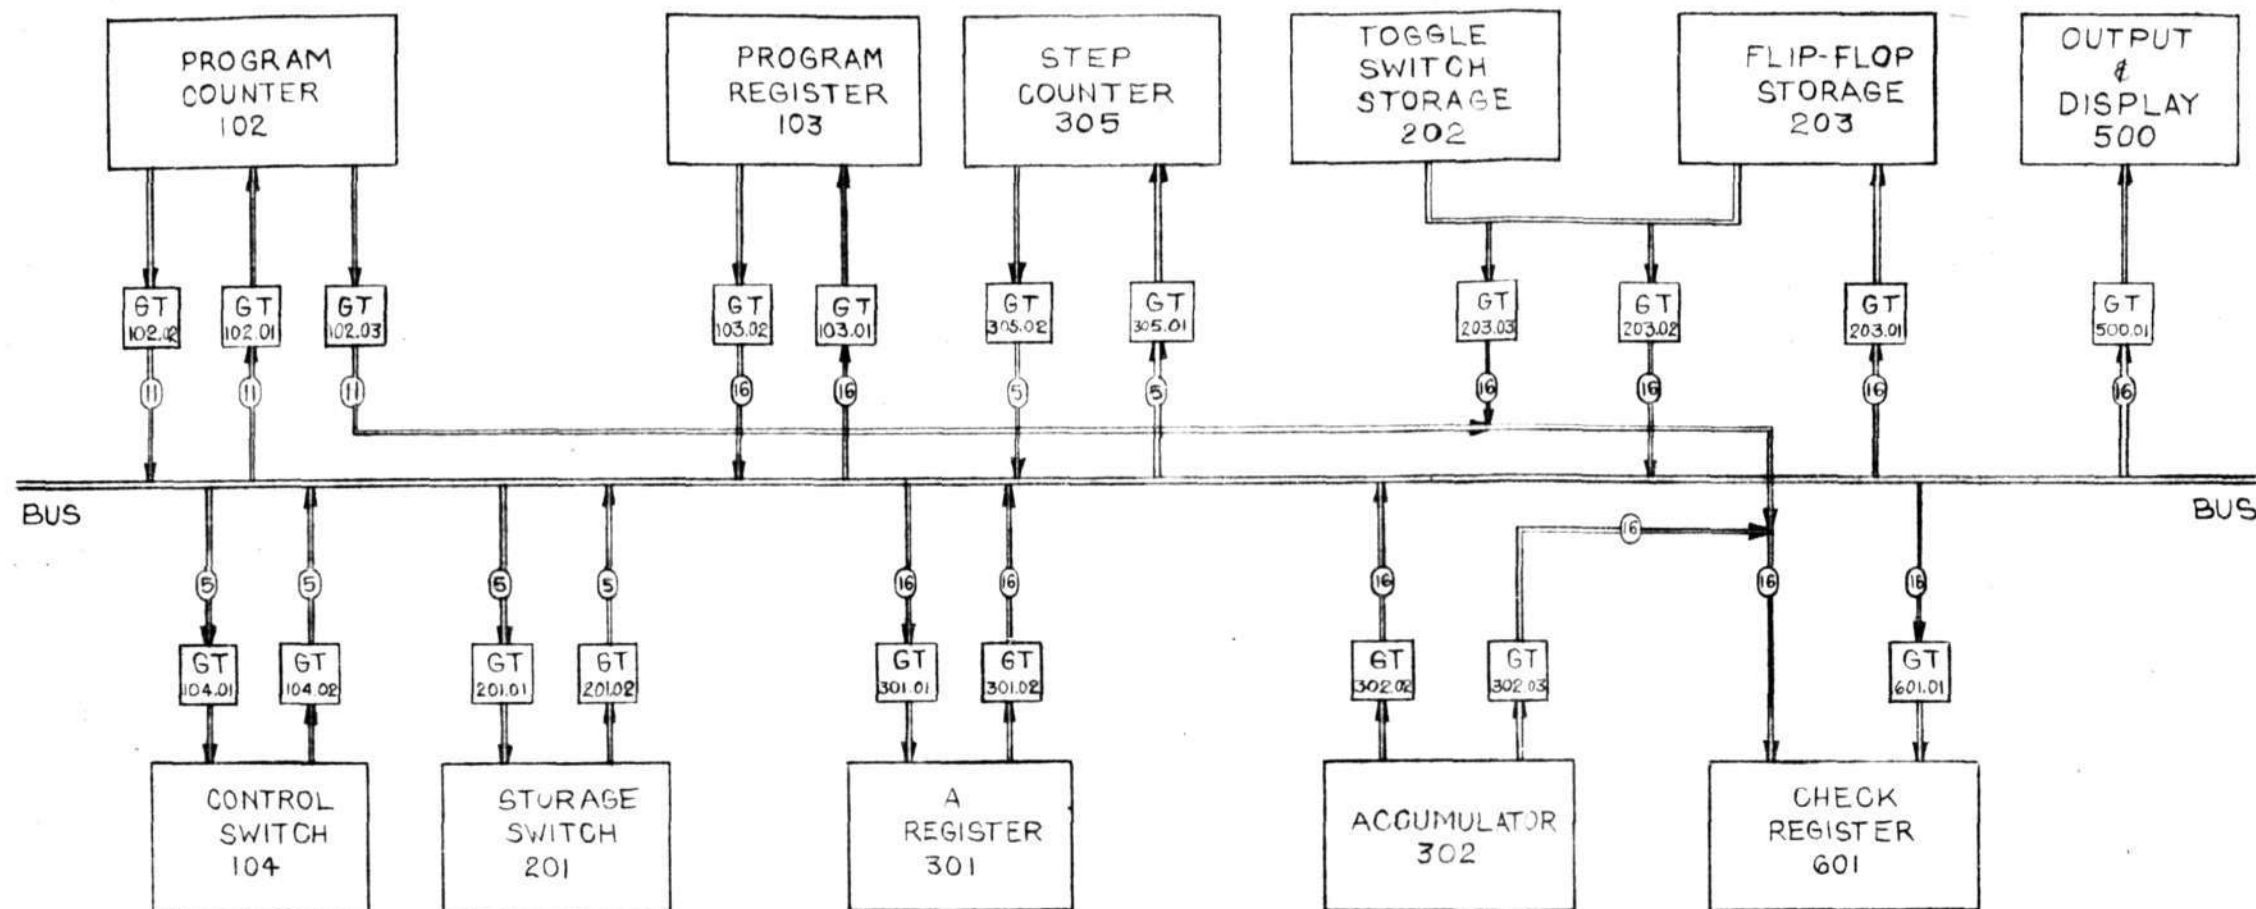 PROGRAM
COUNTER
102
PROGRAM
REGISTER
103
STEP
COUNTER
305
TOGGLE
SWITCH
STORAGE
202
FLIP-FLOP
STORAGE
203
OUTPUT
&
DISPLAY
500
GT
102.02
GT
102.01
GT
102.03
GT
103.02
GT
103.01
GT
305.02
GT
305.01
GT
203.03
GT
203.02
GT
203.01
GT
500.01
11
11
11
16
16
5
5
16
16
16
16
BUS
BUS
16
5
5
5
5
16
16
16
16
16
GT
104.01
GT
104.02
GT
201.01
GT
201.02
GT
301.01
GT
301.02
GT
302.02
GT
302.03
GT
601.01
CONTROL
SWITCH
104
STORAGE
SWITCH
201
A
REGISTER
301
ACCUMULATOR
302
CHECK
REGISTER
601